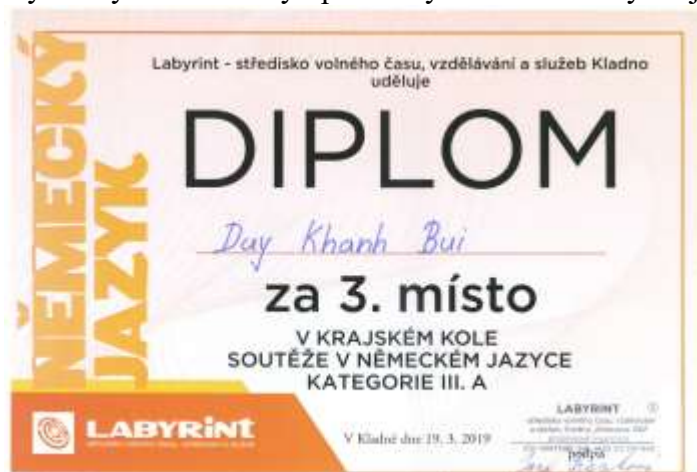 NĚMECKÝ
JAZYK
Labyrint - středisko volného času, vzdělávání a služeb Kladno
uděluje
DIPLOM
Duy Khanh Bui
za 3. místo
V KRAJSKÉM KOLE
SOUTĚŽE V NĚMECKÉM JAZYCE
KATEGORIE III. A
LABYRINT
V Kladně dne 19. 3. 2019
LABYRINT
podpis